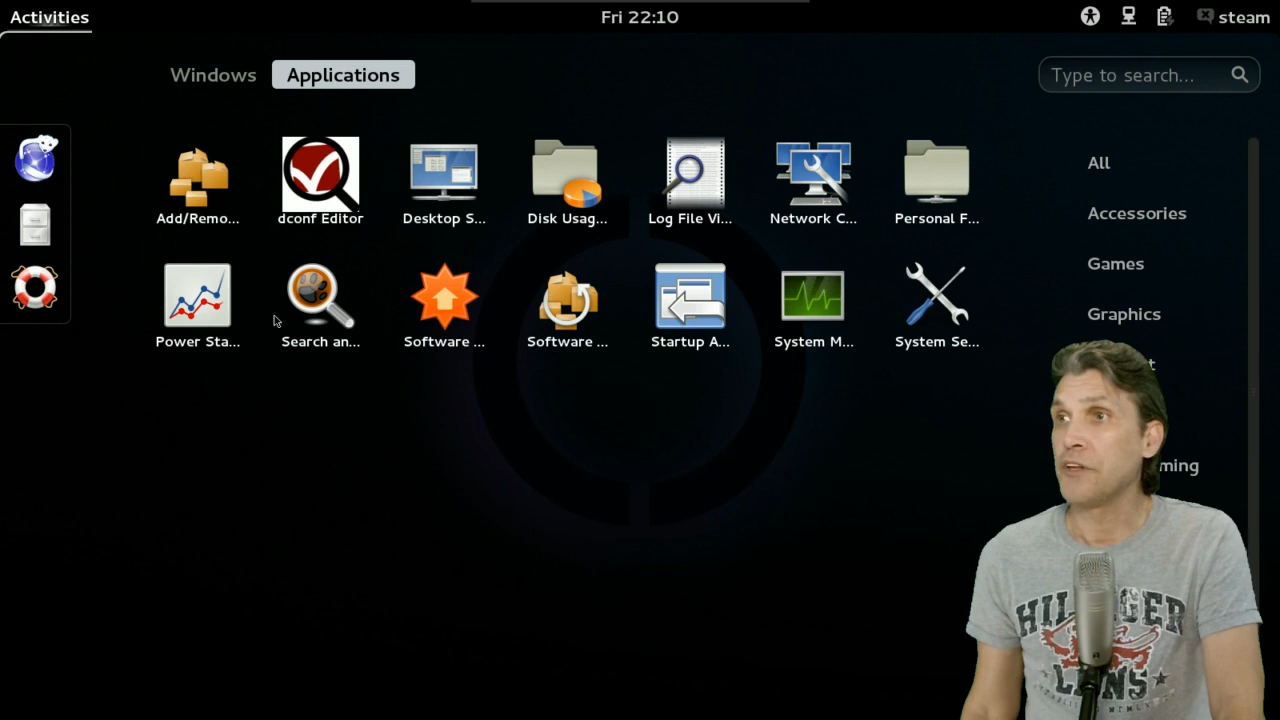 Activities
Fri 22:10
steam
Windows
Applications
Type to search...
Add/Remo...
dconf Editor
Desktop S...
Disk Usag...
Log File Vi...
Network C...
Personal F...
Power Sta...
Search an...
Software ...
Software ...
Startup A...
System M...
System Se...
All
Accessories
Games
Graphics